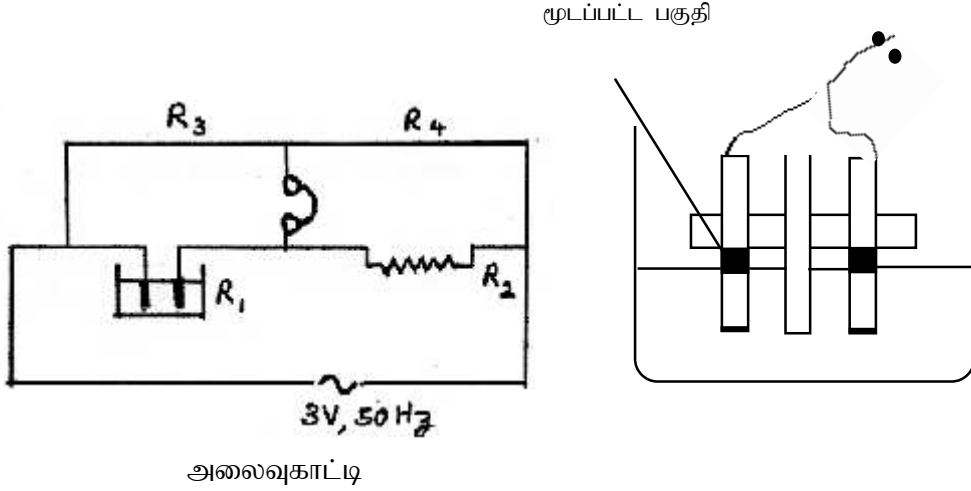 மூடப்பட்ட பகுதி
R₃ R₄
R₁
R₂
3V, 50 Hz
அலைவுகாட்டி